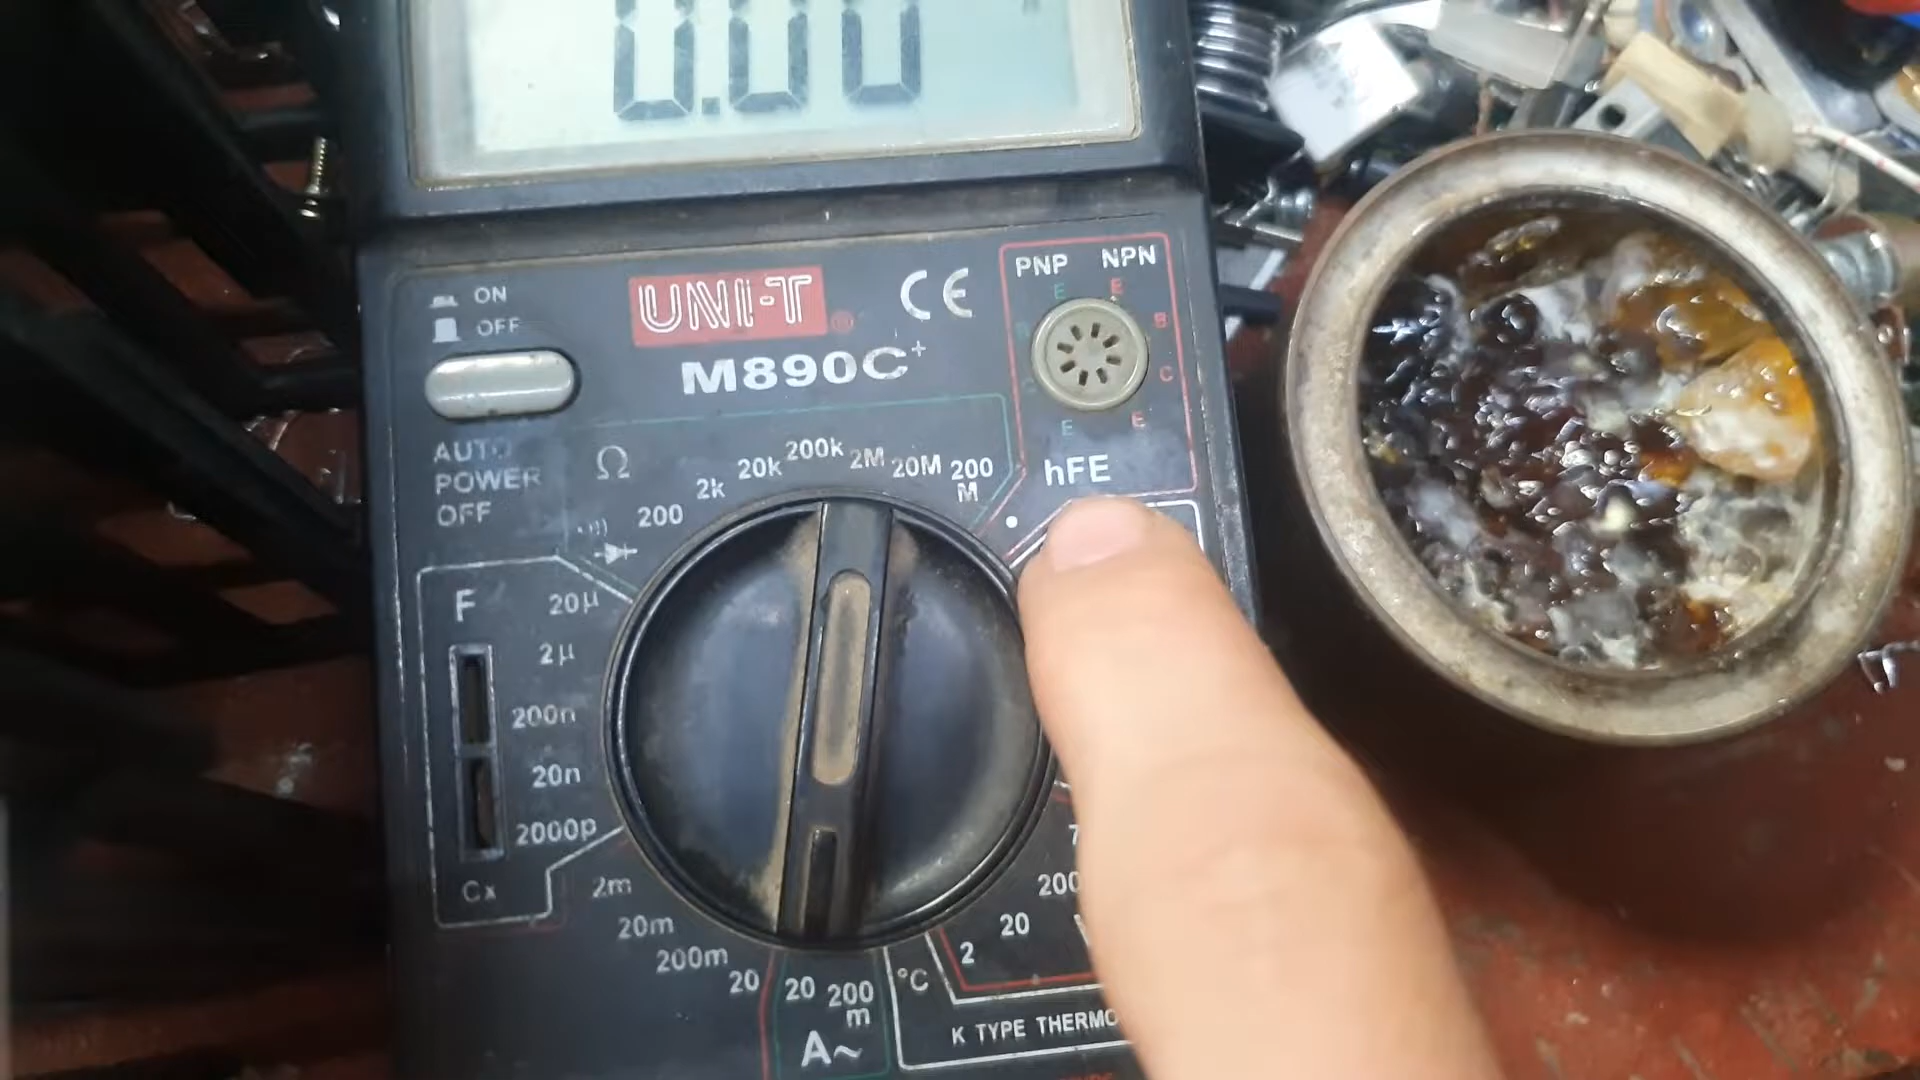 0.00
ON
OFF
UNI-T
M890C+
CE
PNP NPN
E E
B
C
E E
hFE
AUTO
POWER
OFF
Ω
200
2k
20k
200k
2M
20M
200
M
F
20μ
2μ
200n
20n
2000p
Cx
2m
20m
200m
20
20
200
m
A~
°C
2
20
200
K TYPE THERMO